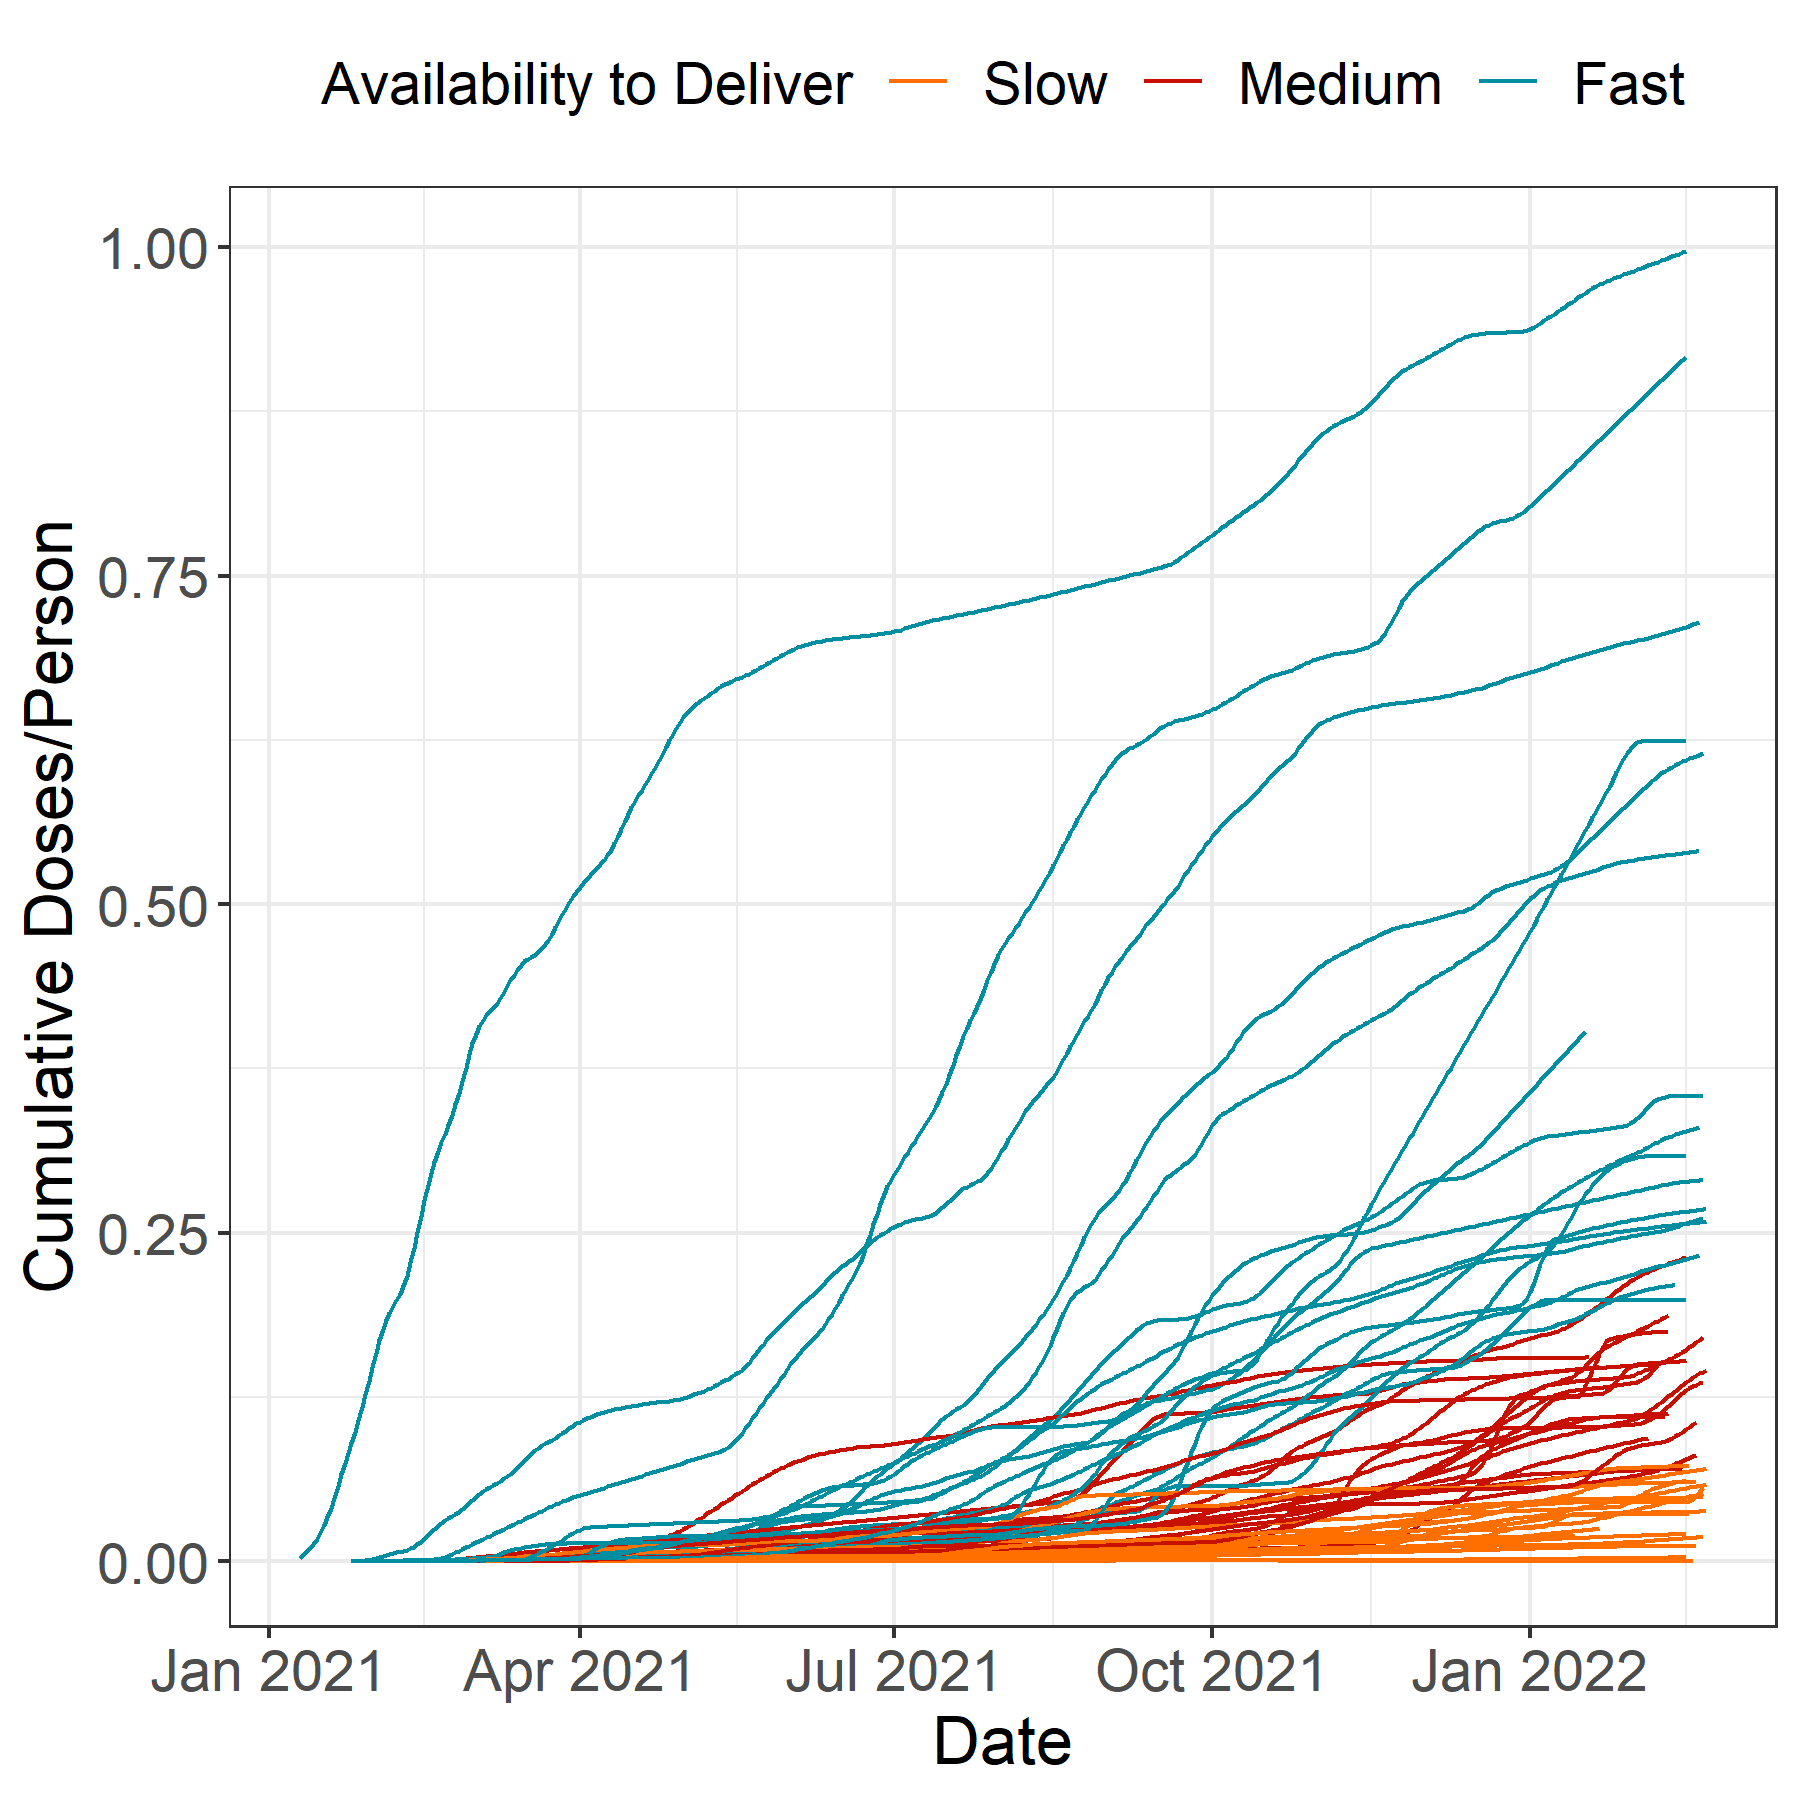 Availability to Deliver Slow Medium Fast
Cumulative Doses/Person
1.00
0.75
0.50
0.25
0.00
Jan 2021 Apr 2021 Jul 2021 Oct 2021 Jan 2022
Date